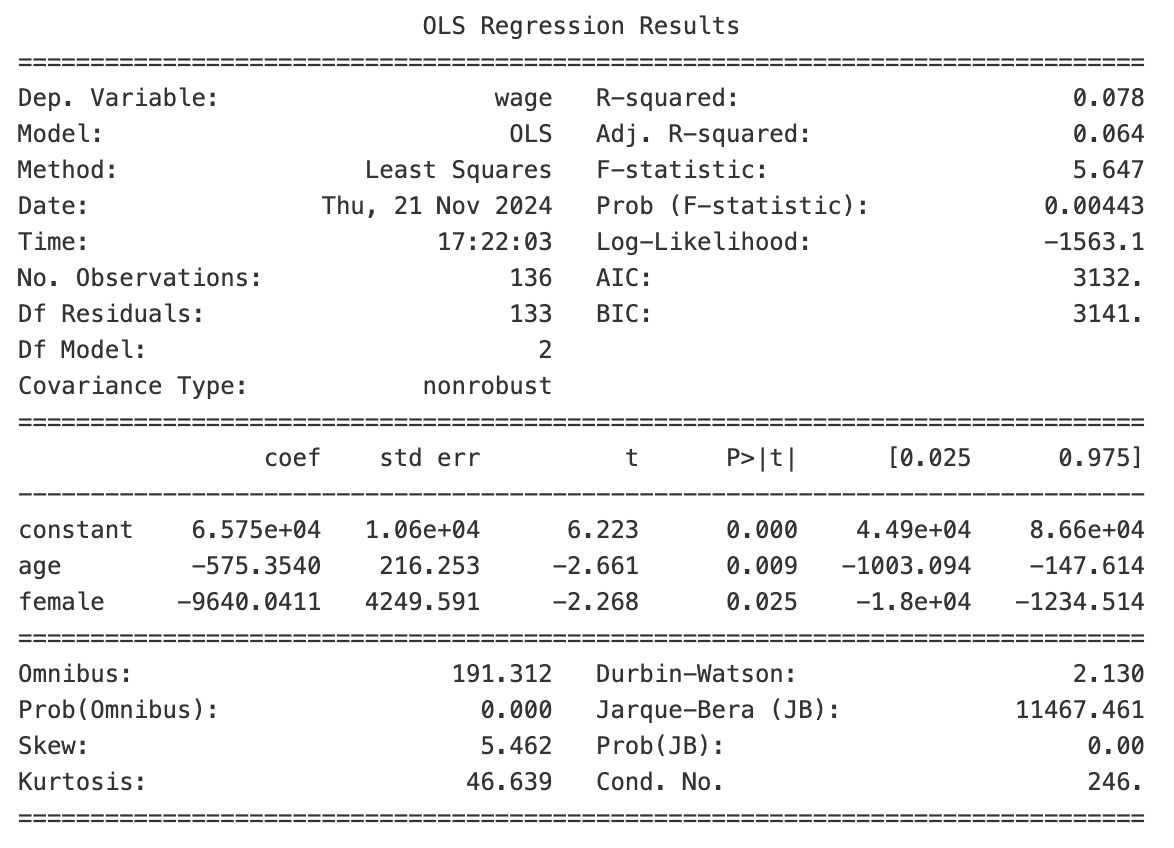 OLS Regression Results
==============================================================================
Dep. Variable:                   wage   R-squared:                       0.078
Model:                            OLS   Adj. R-squared:                  0.064
Method:                 Least Squares   F-statistic:                     5.647
Date:                Thu, 21 Nov 2024   Prob (F-statistic):            0.00443
Time:                        17:22:03   Log-Likelihood:                -1563.1
No. Observations:                 136   AIC:                             3132.
Df Residuals:                     133   BIC:                             3141.
Df Model:                           2
Covariance Type:            nonrobust
==============================================================================
                 coef    std err          t      P>|t|      [0.025      0.975]
------------------------------------------------------------------------------
constant    6.575e+04   1.06e+04      6.223      0.000    4.49e+04    8.66e+04
age         -575.3540    216.253     -2.661      0.009   -1003.094    -147.614
female     -9640.0411   4249.591     -2.268      0.025    -1.8e+04   -1234.514
==============================================================================
Omnibus:                      191.312   Durbin-Watson:                   2.130
Prob(Omnibus):                  0.000   Jarque-Bera (JB):            11467.461
Skew:                           5.462   Prob(JB):                         0.00
Kurtosis:                      46.639   Cond. No.                         246.
==============================================================================